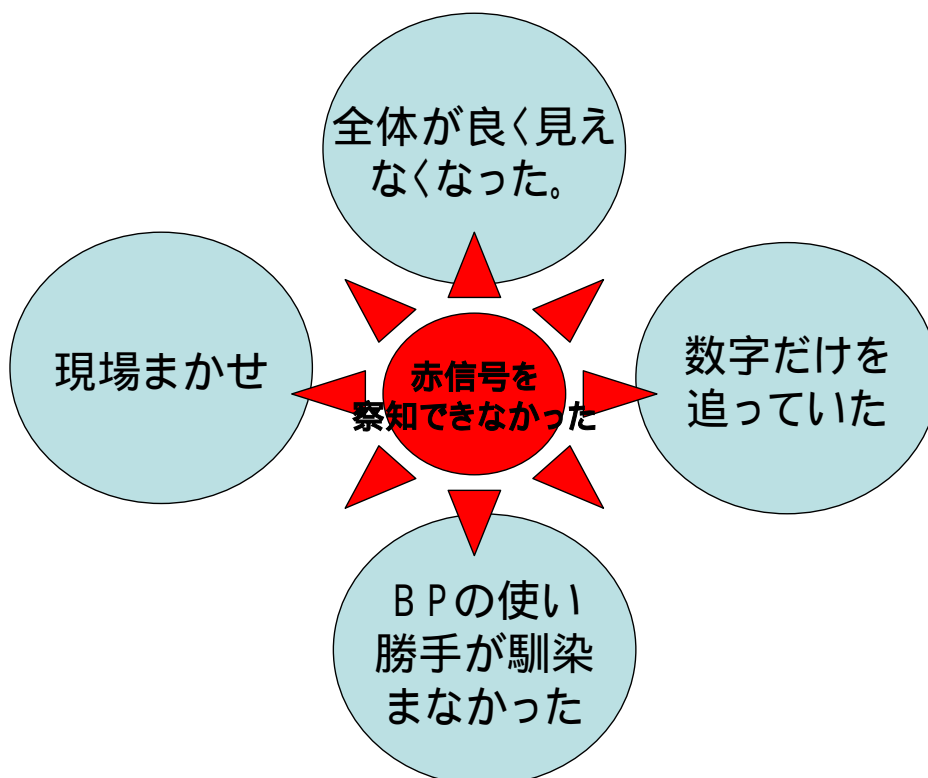 全体が良く見え
なくなった。
現場まかせ
赤信号を
察知できなかった
数字だけを
追っていた
ＢＰの使い
勝手が馴染
まなかった